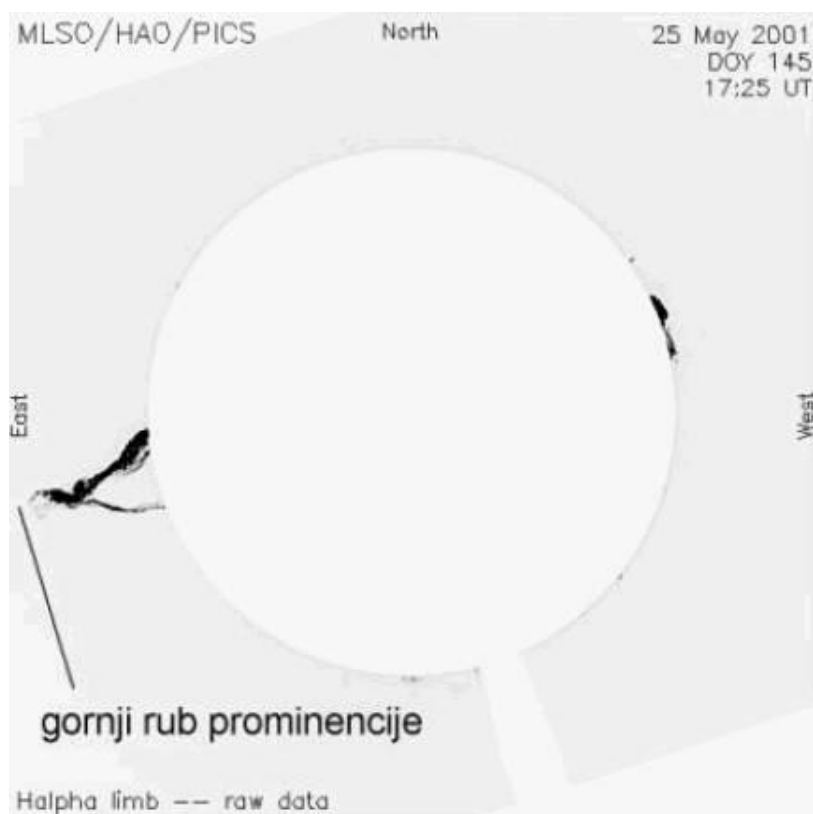 MLSO/HAO/PICS
North
25 May 2001
DOY 145
17:25 UT
East
West
gornji rub prominencije
Halpha limb -- raw data